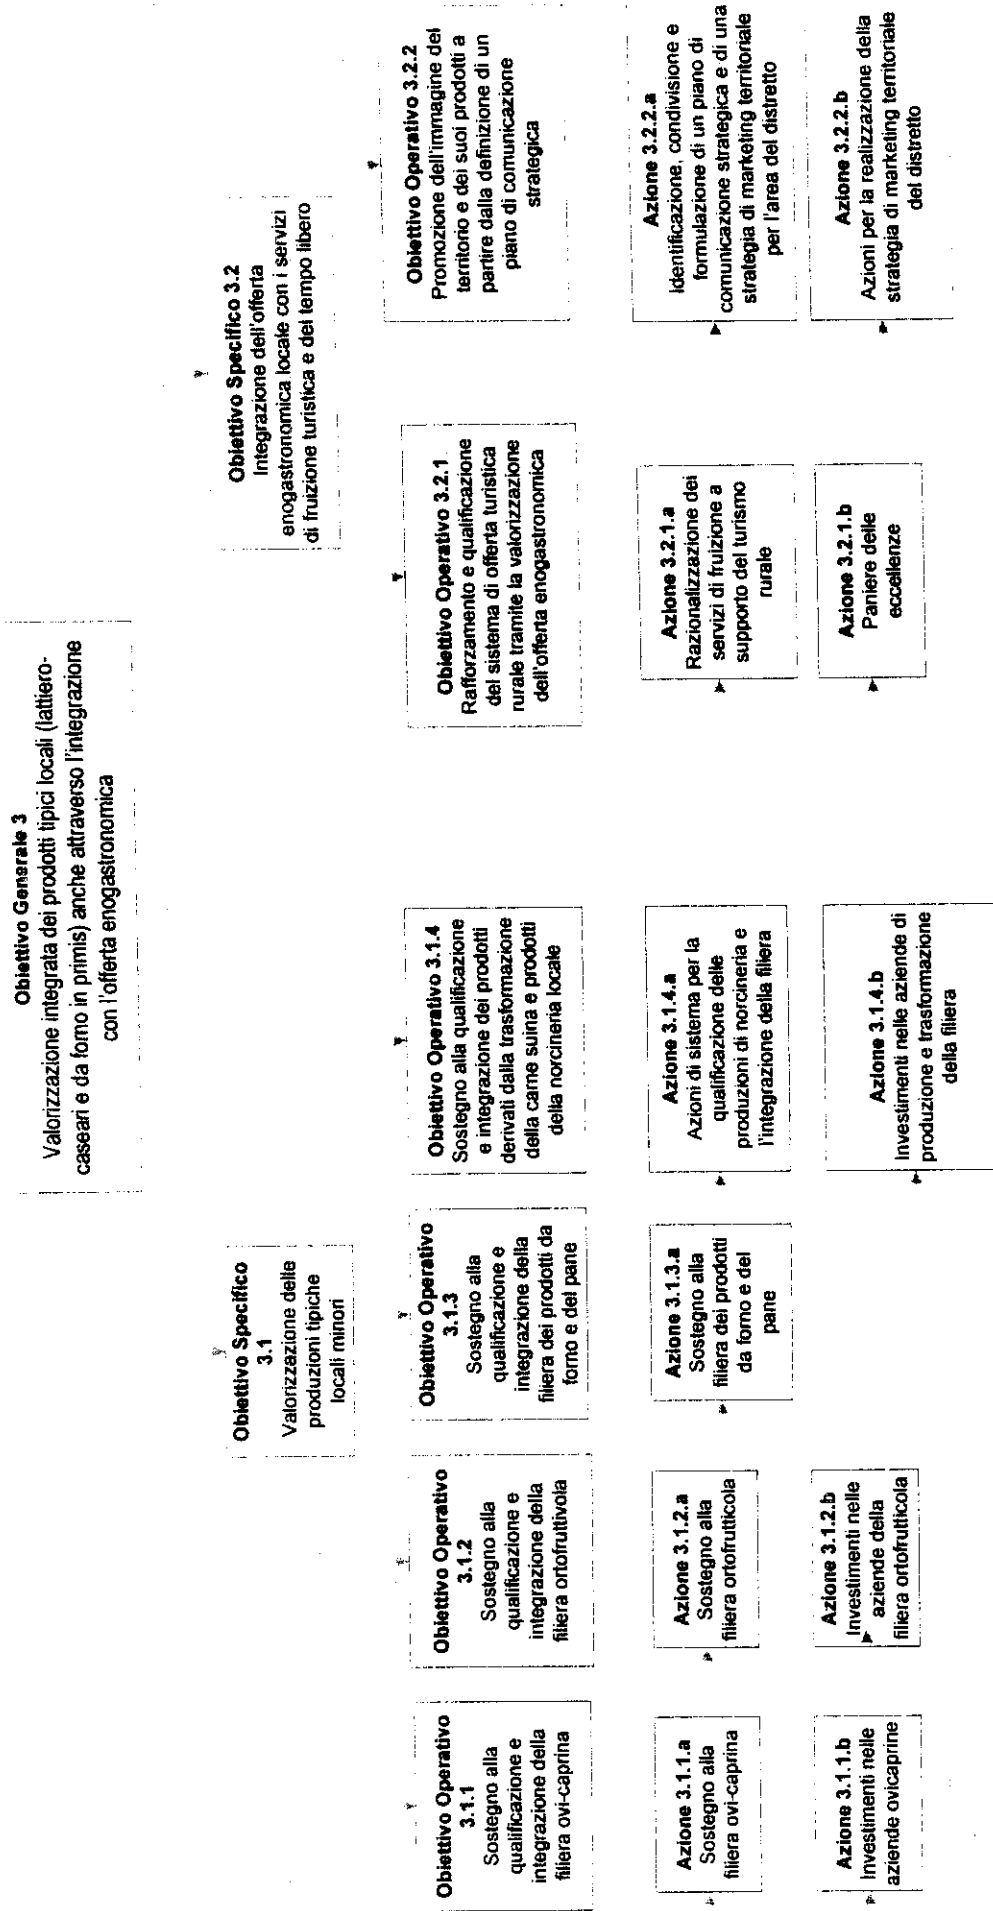 Obiettivo Generale 3
Valorizzazione integrata dei prodotti tipici locali (lattiero-
caseari e da forno in primis) anche attraverso l'integrazione
con l'offerta enogastronomica
Obiettivo Specifico
3.1
Valorizzazione delle
produzioni tipiche
locali minori
Obiettivo Specifico 3.2
Integrazione dell'offerta
enogastronomica locale con i servizi
di fruizione turistica e del tempo libero
Obiettivo Operativo
3.1.1
Sostegno alla
qualificazione e
integrazione della
filiera ovi-caprina
Obiettivo Operativo
3.1.2
Sostegno alla
qualificazione e
integrazione della
filiera ortofruttivola
Obiettivo Operativo
3.1.3
Sostegno alla
qualificazione e
integrazione della
filiera dei prodotti da
forno e del pane
Obiettivo Operativo 3.1.4
Sostegno alla qualificazione
e integrazione dei prodotti
derivati dalla trasformazione
della carne suina e prodotti
della norcineria locale
Obiettivo Operativo 3.2.1
Rafforzamento e qualificazione
del sistema di offerta turistica
rurale tramite la valorizzazione
dell'offerta enogastronomica
Obiettivo Operativo 3.2.2
Promozione dell'immagine del
territorio e dei suoi prodotti a
partire dalla definizione di un
piano di comunicazione
strategica
Azione 3.1.1.a
Sostegno alla
filiera ovi-caprina
Azione 3.1.2.a
Sostegno alla
filiera ortofrutticola
Azione 3.1.3.a
Sostegno alla
filiera dei prodotti
da forno e del
pane
Azione 3.1.4.a
Azioni di sistema per la
qualificazione delle
produzioni di norcineria e
l'integrazione della filiera
Azione 3.2.1.a
Razionalizzazione dei
servizi di fruizione a
supporto del turismo
rurale
Azione 3.2.2.a
Identificazione, condivisione e
formulazione di un piano di
comunicazione strategica e di una
strategia di marketing territoriale
per l'area del distretto
Azione 3.1.1.b
Investimenti nelle
aziende ovicaprine
Azione 3.1.2.b
Investimenti nelle
aziende della
filiera ortofrutticola
Azione 3.1.4.b
Investimenti nelle aziende di
produzione e trasformazione
della filiera
Azione 3.2.1.b
Paniere delle
eccellenze
Azione 3.2.2.b
Azioni per la realizzazione della
strategia di marketing territoriale
del distretto